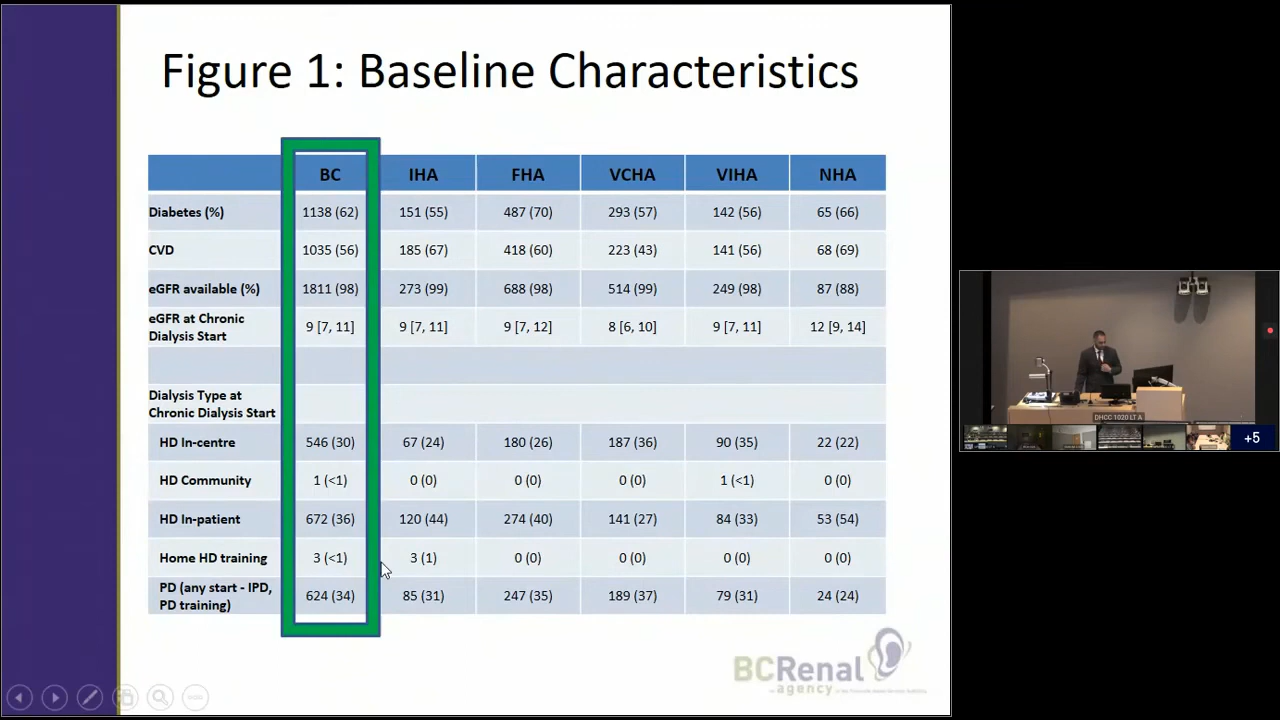 Figure 1: Baseline Characteristics
BC IHA FHA VCHA VIHA NHA
Diabetes (%) 1138 (62) 151 (55) 487 (70) 293 (57) 142 (56) 65 (66)
CVD 1035 (56) 185 (67) 418 (60) 223 (43) 141 (56) 68 (69)
eGFR available (%) 1811 (98) 273 (99) 688 (98) 514 (99) 249 (98) 87 (88)
eGFR at Chronic
Dialysis Start 9 [7, 11] 9 [7, 11] 9 [7, 12] 8 [6, 10] 9 [7, 11] 12 [9, 14]
Dialysis Type at
Chronic Dialysis Start
HD In-centre 546 (30) 67 (24) 180 (26) 187 (36) 90 (35) 22 (22)
HD Community 1 (<1) 0 (0) 0 (0) 0 (0) 1 (<1) 0 (0)
HD In-patient 672 (36) 120 (44) 274 (40) 141 (27) 84 (33) 53 (54)
Home HD training 3 (<1) 3 (1) 0 (0) 0 (0) 0 (0) 0 (0)
PD (any start - IPD,
PD training) 624 (34) 85 (31) 247 (35) 189 (37) 79 (31) 24 (24)
BCRenal
agency
DHCC 1020 LT A
+5